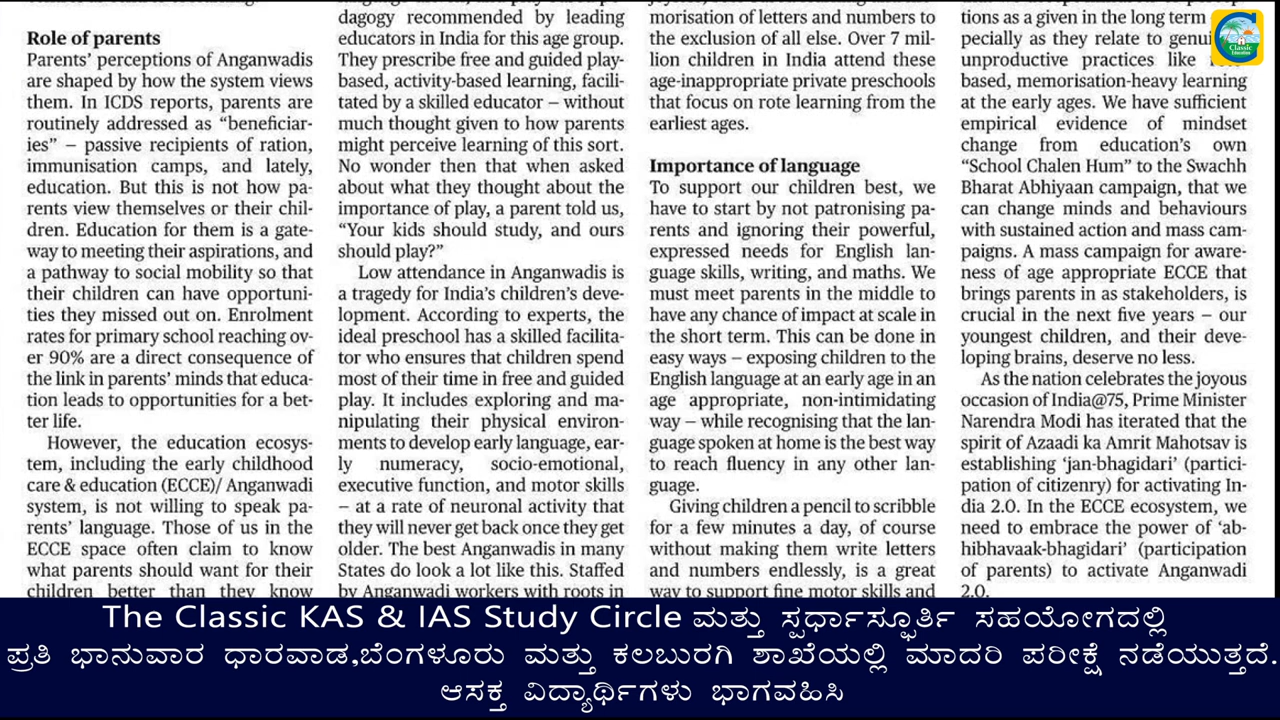 Role of parents
Parents’ perceptions of Anganwadis
are shaped by how the system views
them. In ICDS reports, parents are
routinely addressed as “beneficiar-
ies” – passive recipients of ration,
immunisation camps, and lately,
education. But this is not how pa-
rents view themselves or their chil-
dren. Education for them is a gate-
way to meeting their aspirations, and
a pathway to social mobility so that
their children can have opportuni-
ties they missed out on. Enrolment
rates for primary school reaching ov-
er 90% are a direct consequence of
the link in parents’ minds that educa-
tion leads to opportunities for a bet-
ter life.
However, the education ecosys-
tem, including the early childhood
care & education (ECCE)/ Anganwadi
system, is not willing to speak pa-
rents’ language. Those of us in the
ECCE space often claim to know
what parents should want for their
children better than they know
dagogy recommended by leading
educators in India for this age group.
They prescribe free and guided play-
based, activity-based learning, facili-
tated by a skilled educator – without
much thought given to how parents
might perceive learning of this sort.
No wonder then that when asked
about what they thought about the
importance of play, a parent told us,
“Your kids should study, and ours
should play?”
Low attendance in Anganwadis is
a tragedy for India’s children’s deve-
lopment. According to experts, the
ideal preschool has a skilled facilita-
tor who ensures that children spend
most of their time in free and guided
play. It includes exploring and ma-
nipulating their physical environ-
ments to develop early language, ear-
ly numeracy, socio-emotional,
executive function, and motor skills
– at a rate of neuronal activity that
they will never get back once they get
older. The best Anganwadis in many
States do look a lot like this. Staffed
by Anganwadi workers with roots in
morisation of letters and numbers to
the exclusion of all else. Over 7 mil-
lion children in India attend these
age-inappropriate private preschools
that focus on rote learning from the
earliest ages.
Importance of language
To support our children best, we
have to start by not patronising pa-
rents and ignoring their powerful,
expressed needs for English lan-
guage skills, writing, and maths. We
must meet parents in the middle to
have any chance of impact at scale in
the short term. This can be done in
easy ways – exposing children to the
English language at an early age in an
age appropriate, non-intimidating
way – while recognising that the lan-
guage spoken at home is the best way
to reach fluency in any other lan-
guage.
Giving children a pencil to scribble
for a few minutes a day, of course
without making them write letters
and numbers endlessly, is a great
way to support fine motor skills and
tions as a given in the long term
pecially as they relate to
unproductive practices like
based, memorisation-heavy learning
at the early ages. We have sufficient
empirical evidence of mindset
change from education’s own
“School Chalen Hum” to the Swachh
Bharat Abhiyaan campaign, that we
can change minds and behaviours
with sustained action and mass cam-
paigns. A mass campaign for aware-
ness of age appropriate ECCE that
brings parents in as stakeholders, is
crucial in the next five years – our
youngest children, and their deve-
loping brains, deserve no less.
As the nation celebrates the joyous
occasion of India@75, Prime Minister
Narendra Modi has iterated that the
spirit of Azaadi ka Amrit Mahotsav is
establishing ‘jan-bhagidari’ (partici-
pation of citizenry) for activating In-
dia 2.0. In the ECCE ecosystem, we
need to embrace the power of ‘ab-
hibhavaak-bhagidari’ (participation
of parents) to activate Anganwadi
2.0.
Classic
Education
The Classic KAS & IAS Study Circle ಮತ್ತು ಸ್ಪರ್ಧಾಸ್ಫೂರ್ತಿ ಸಹಯೋಗದಲ್ಲಿ
ಪ್ರತಿ ಭಾನುವಾರ ಧಾರವಾಡ,ಬೆಂಗಳೂರು ಮತ್ತು ಕಲಬುರಗಿ ಶಾಖೆಯಲ್ಲಿ ಮಾದರಿ ಪರೀಕ್ಷೆ ನಡೆಯುತ್ತದೆ.
ಆಸಕ್ತ ವಿದ್ಯಾರ್ಥಿಗಳು ಭಾಗವಹಿಸಿ